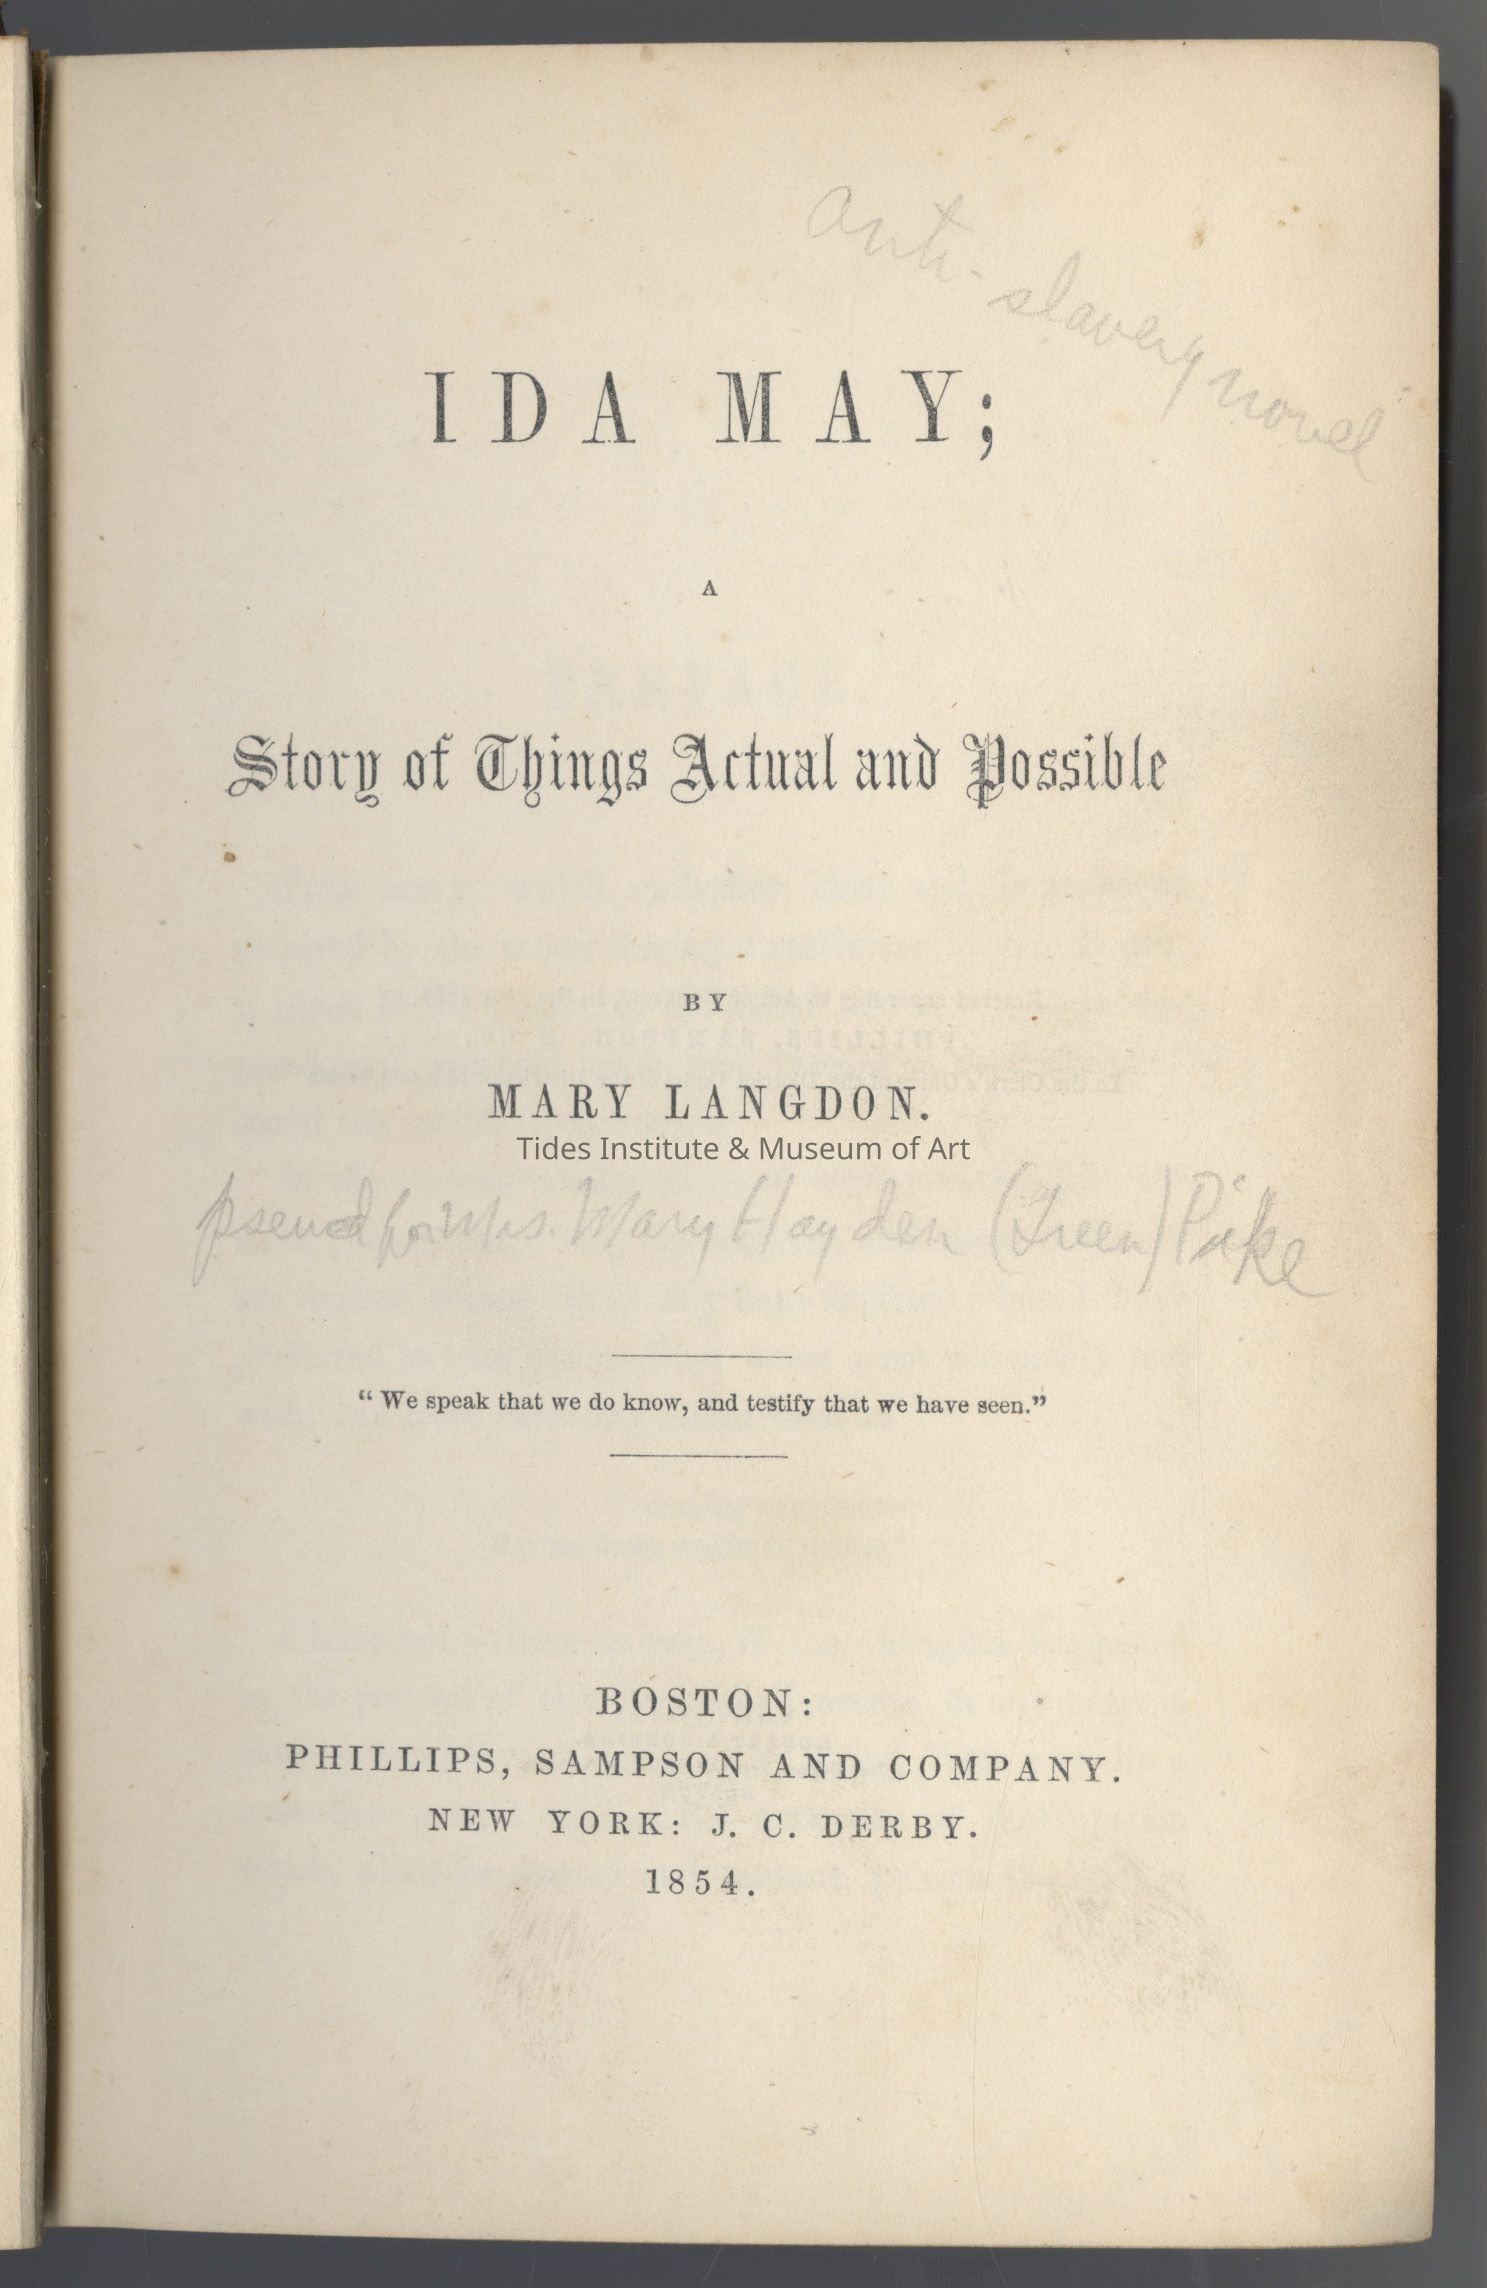 anti-slavery novel
IDA MAY;
A
Story of Things Actual and Possible
BY
MARY LANGDON.
Tides Institute & Museum of Art
pseud for Mrs. Mary Hayden (Green) Pike
“We speak that we do know, and testify that we have seen.”
BOSTON:
PHILLIPS, SAMPSON AND COMPANY.
NEW YORK: J. C. DERBY.
1854.